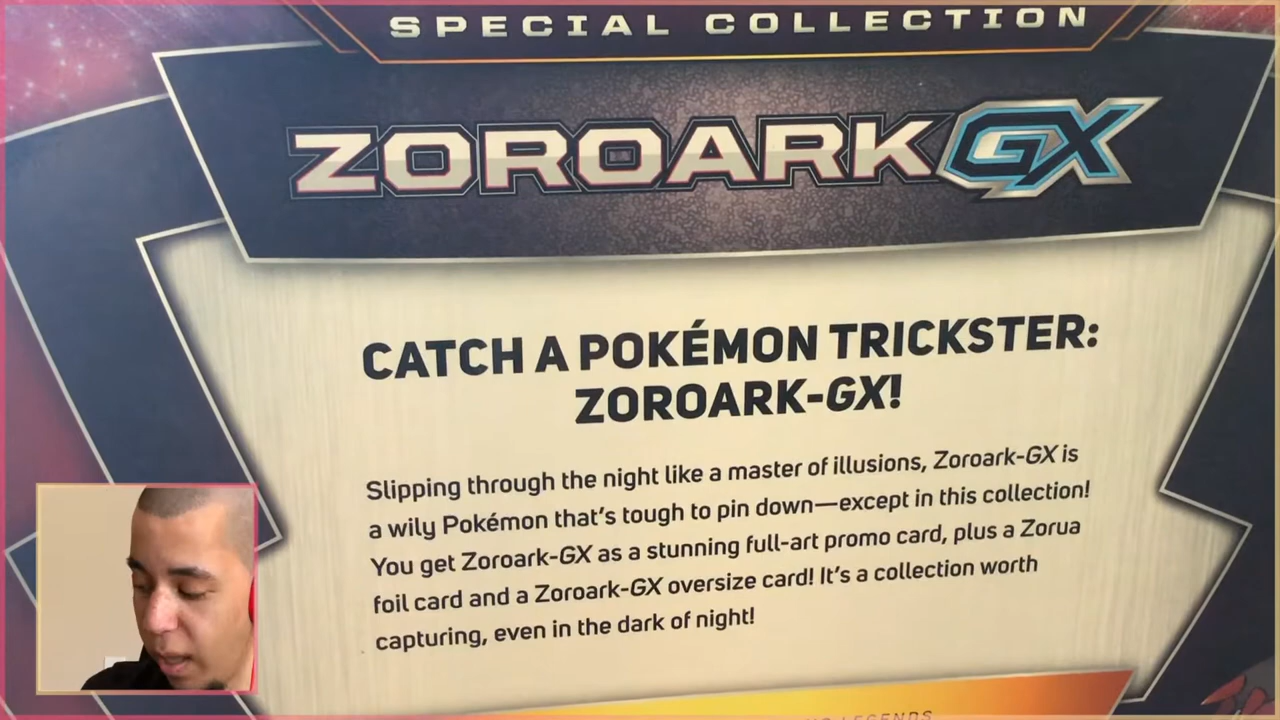 SPECIAL COLLECTION
ZOROARK GX
CATCH A POKÉMON TRICKSTER:
ZOROARK-GX!
Slipping through the night like a master of illusions, Zoroark-GX is
a wily Pokémon that's tough to pin down—except in this collection!
You get Zoroark-GX as a stunning full-art promo card, plus a Zorua
foil card and a Zoroark-GX oversize card! It's a collection worth
capturing, even in the dark of night!
LEGENDS